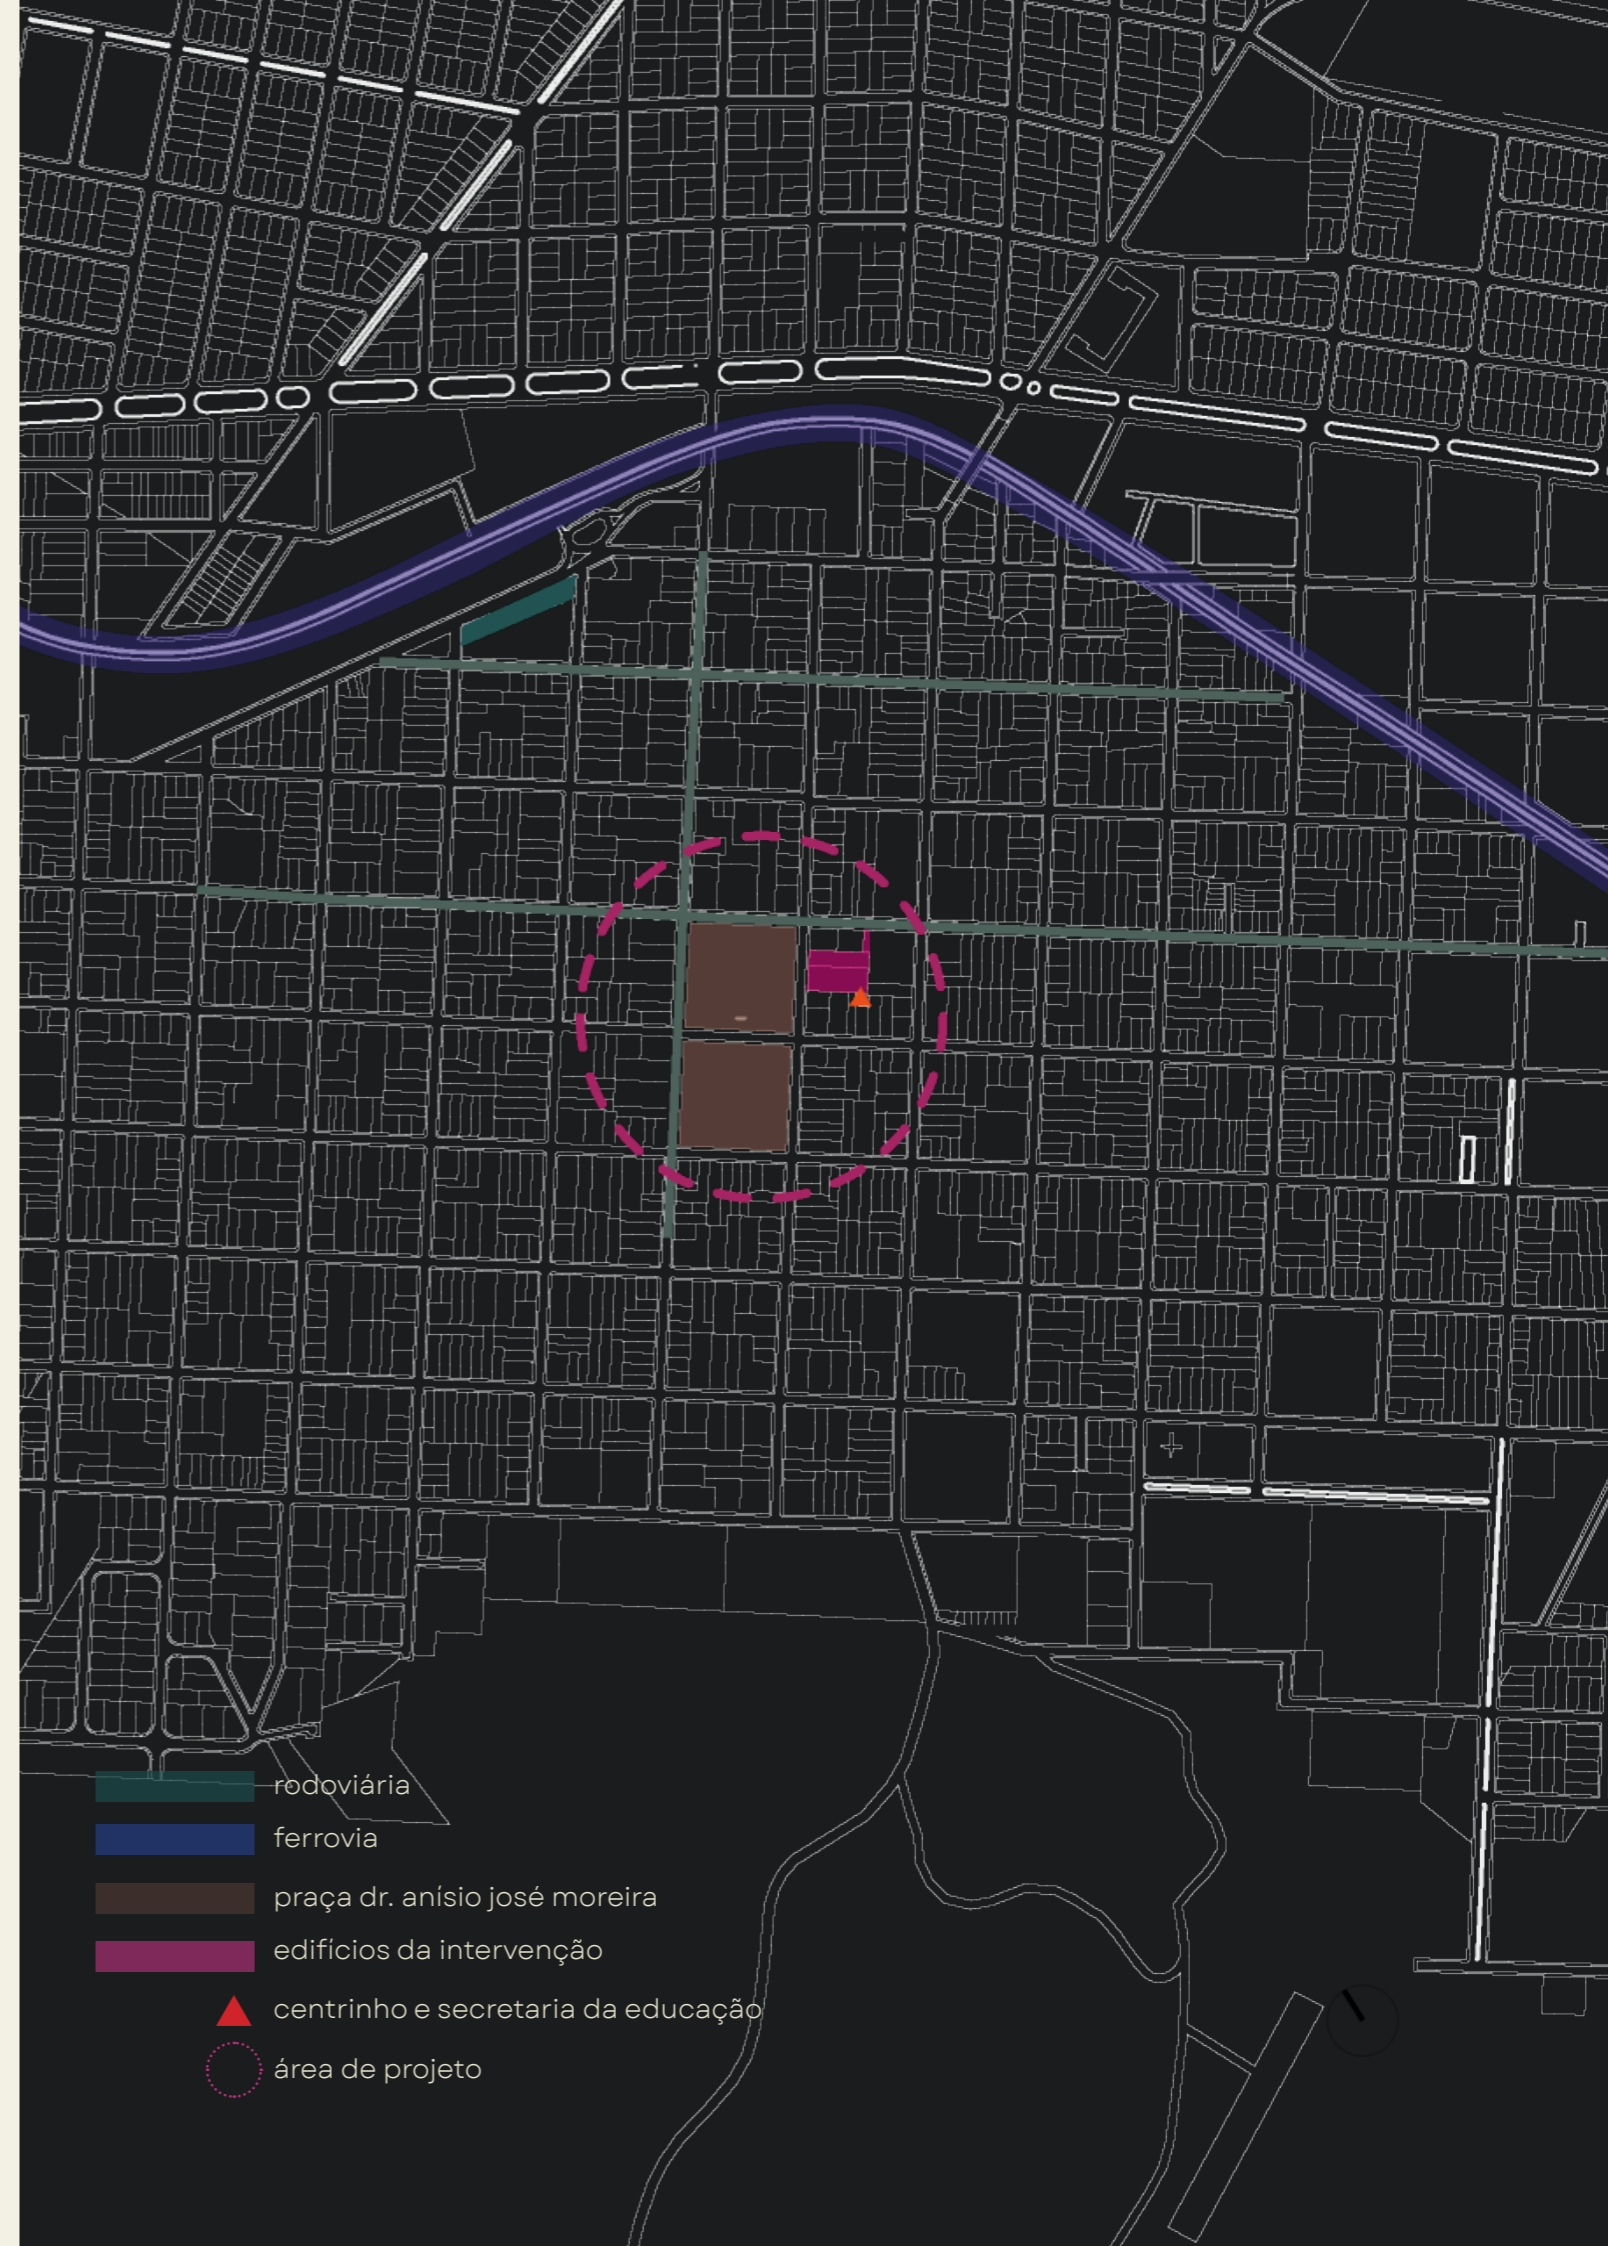 rodoviária
ferrovia
praça dr. anísio josé moreira
edifícios da intervenção
centrinho e secretaria da educação
área de projeto